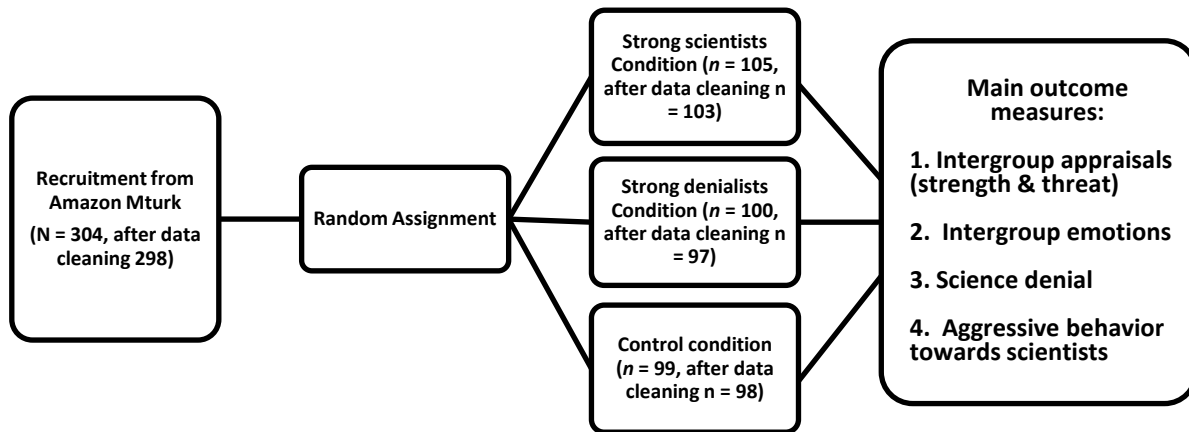 Recruitment from
Amazon Mturk
(N = 304, after data
cleaning 298)
Random Assignment
Strong scientists
Condition (n = 105,
after data cleaning n
= 103)
Strong denialists
Condition (n = 100,
after data cleaning n
= 97)
Control condition
(n = 99, after data
cleaning n = 98)
Main outcome
measures:
1. Intergroup appraisals
(strength & threat)
2. Intergroup emotions
3. Science denial
4. Aggressive behavior
towards scientists